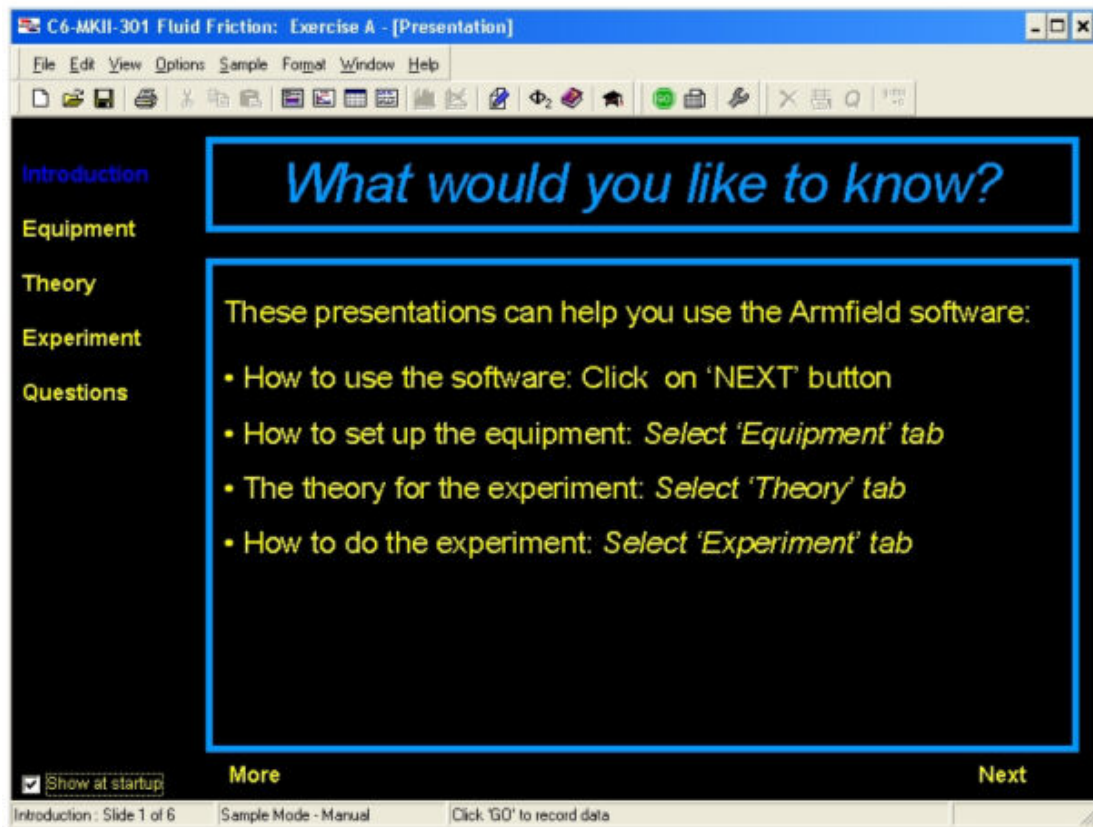 C6-MKII-301 Fluid Friction: Exercise A - [Presentation]
File Edit View Options Sample Format Window Help
Introduction
Equipment
Theory
Experiment
Questions
What would you like to know?
These presentations can help you use the Armfield software:
• How to use the software: Click on ‘NEXT’ button
• How to set up the equipment: Select ‘Equipment’ tab
• The theory for the experiment: Select ‘Theory’ tab
• How to do the experiment: Select ‘Experiment’ tab
Show at startup
More Next
Introduction : Slide 1 of 6 Sample Mode - Manual Click 'GO' to record data